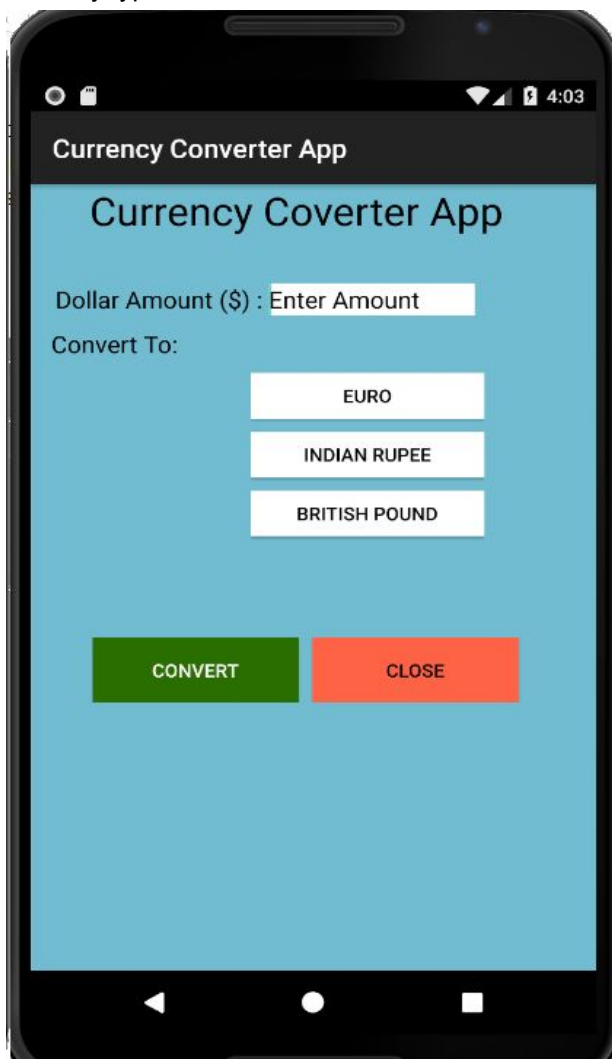 4:03
Currency Converter App
Currency Coverter App
Dollar Amount ($) : Enter Amount
Convert To:
EURO
INDIAN RUPEE
BRITISH POUND
CONVERT CLOSE